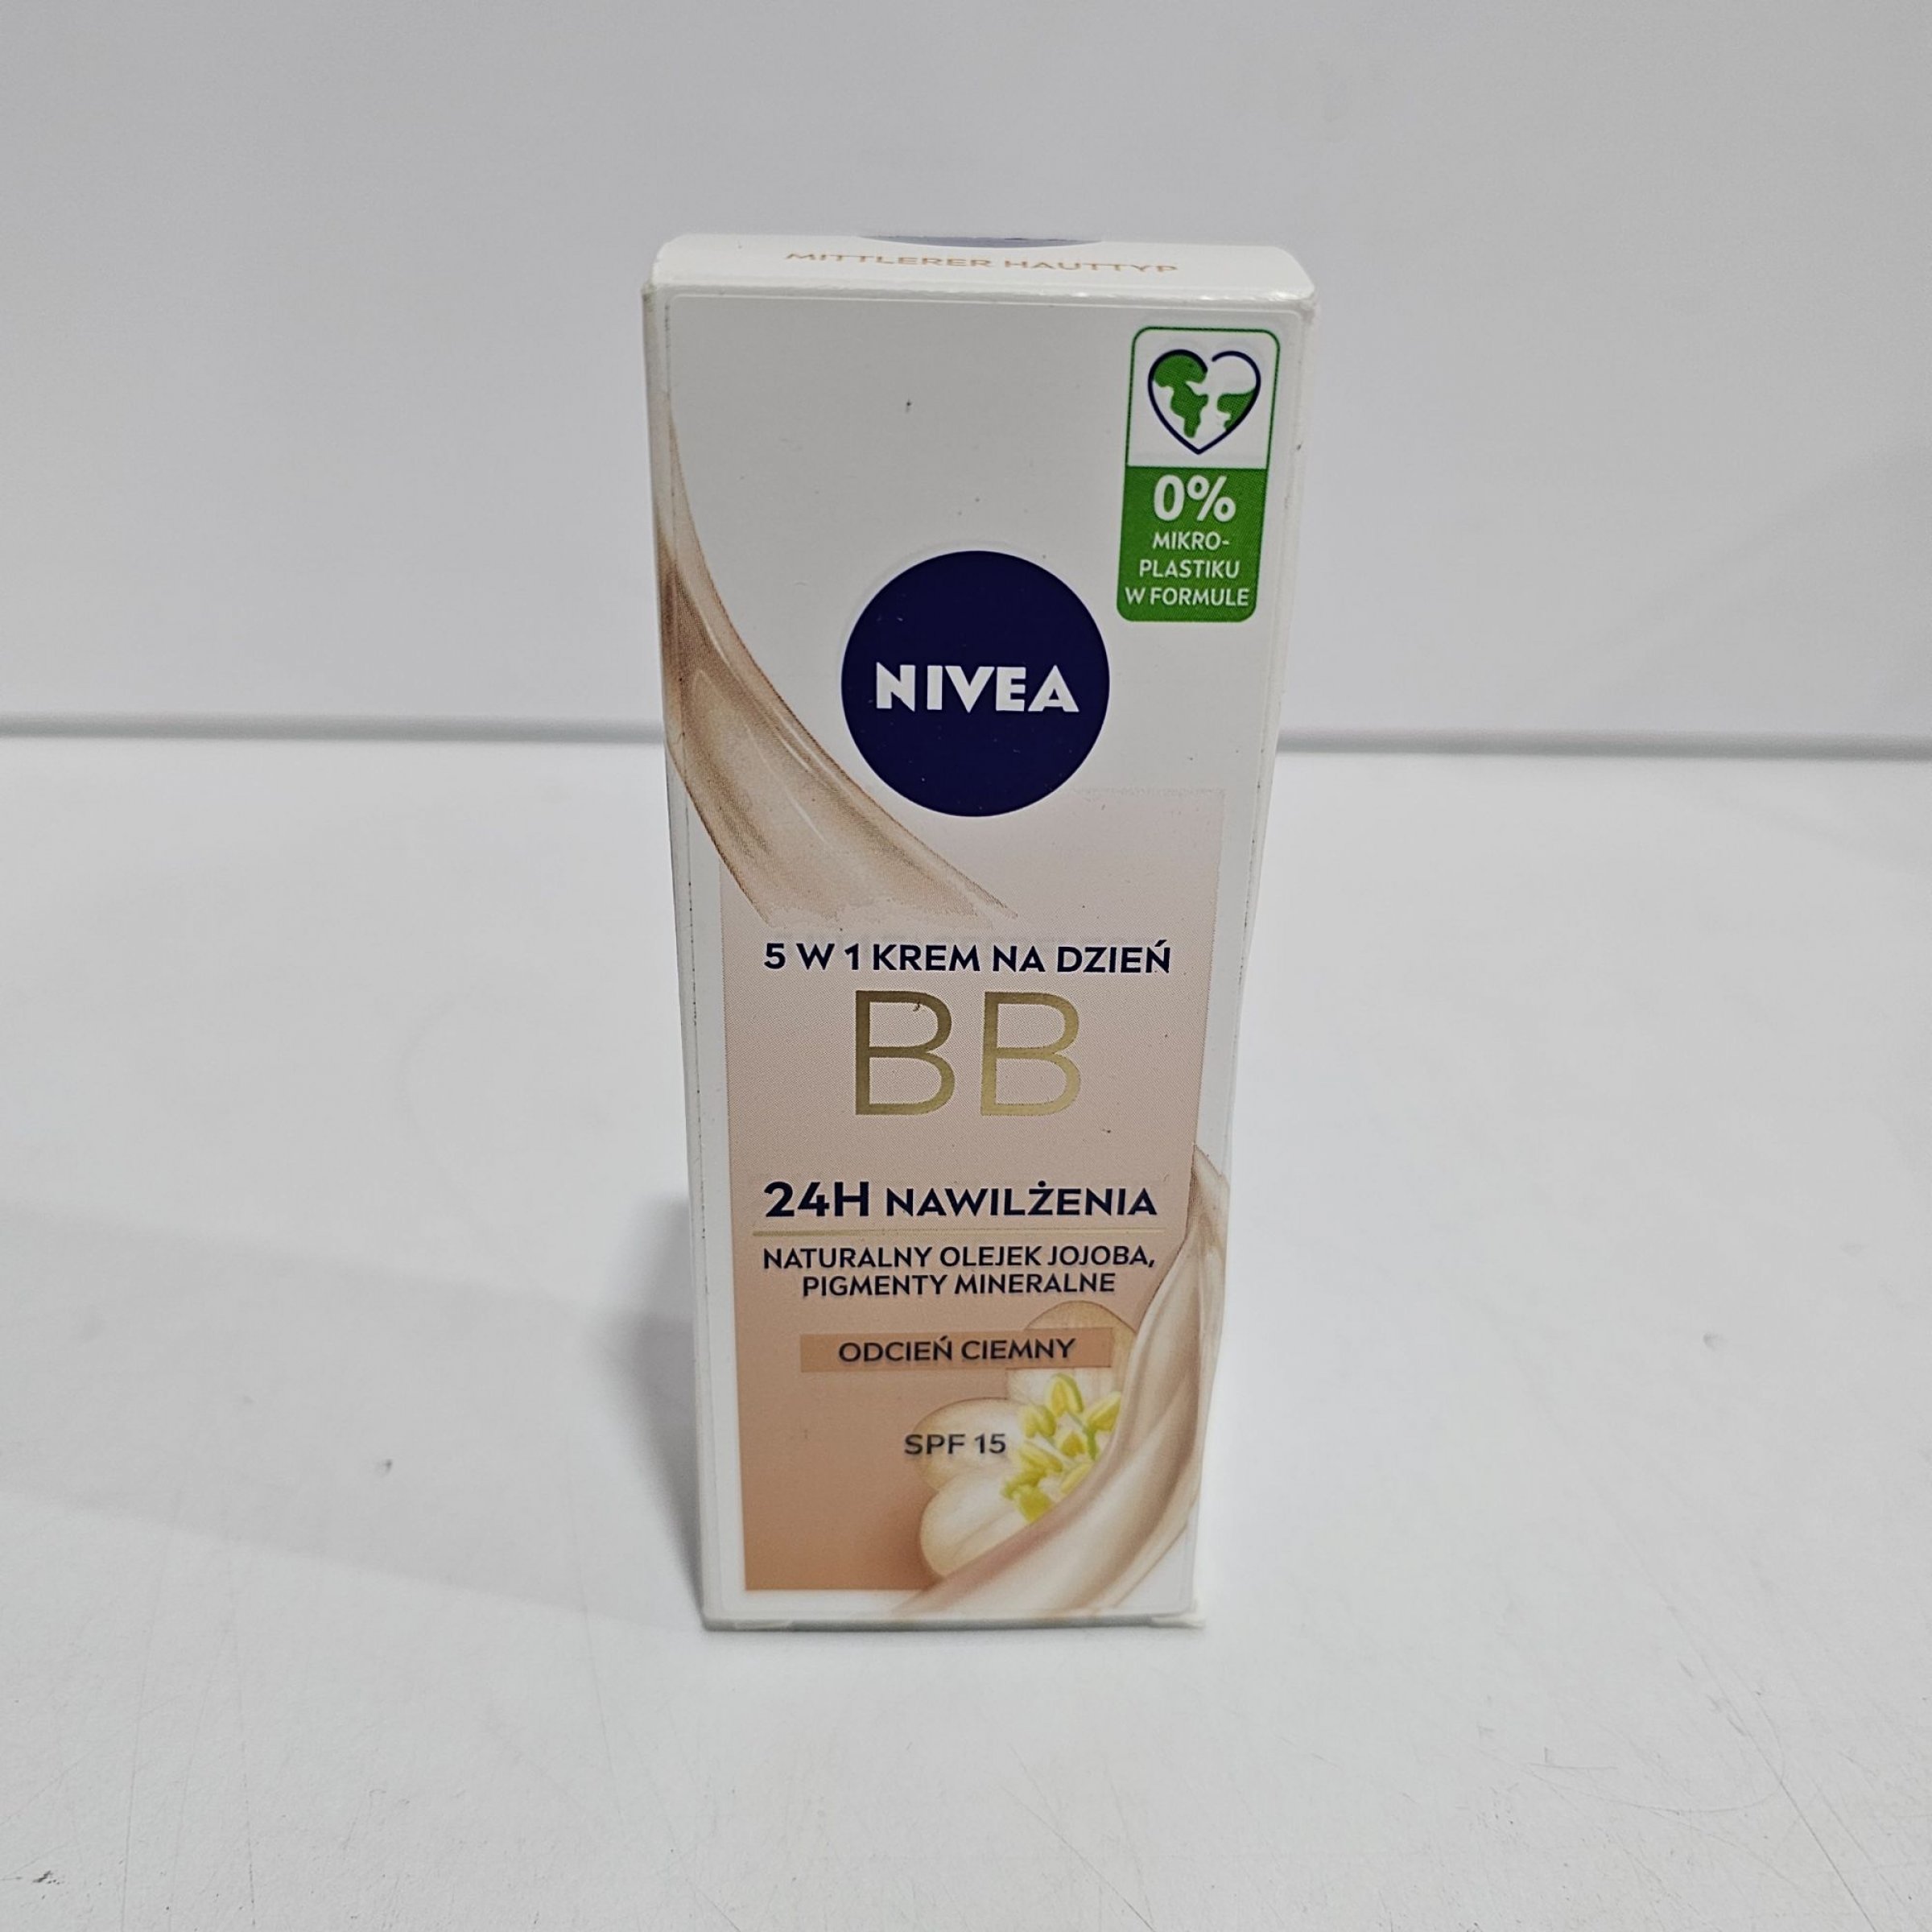 MITTLERER HAUTTYP
0%
MIKRO-
PLASTIKU
W FORMULE
NIVEA
5 W 1 KREM NA DZIEŃ
BB
24H NAWILŻENIA
NATURALNY OLEJEK JOJOBA,
PIGMENTY MINERALNE
ODCIEŃ CIEMNY
SPF 15